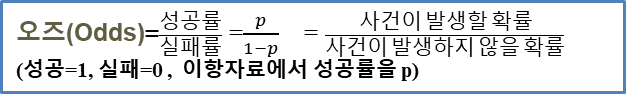 오즈(Odds)=성공률/실패률 = p/1−p = 사건이 발생할 확률/사건이 발생하지 않을 확률
(성공=1, 실패=0 , 이항자료에서 성공률을 p)